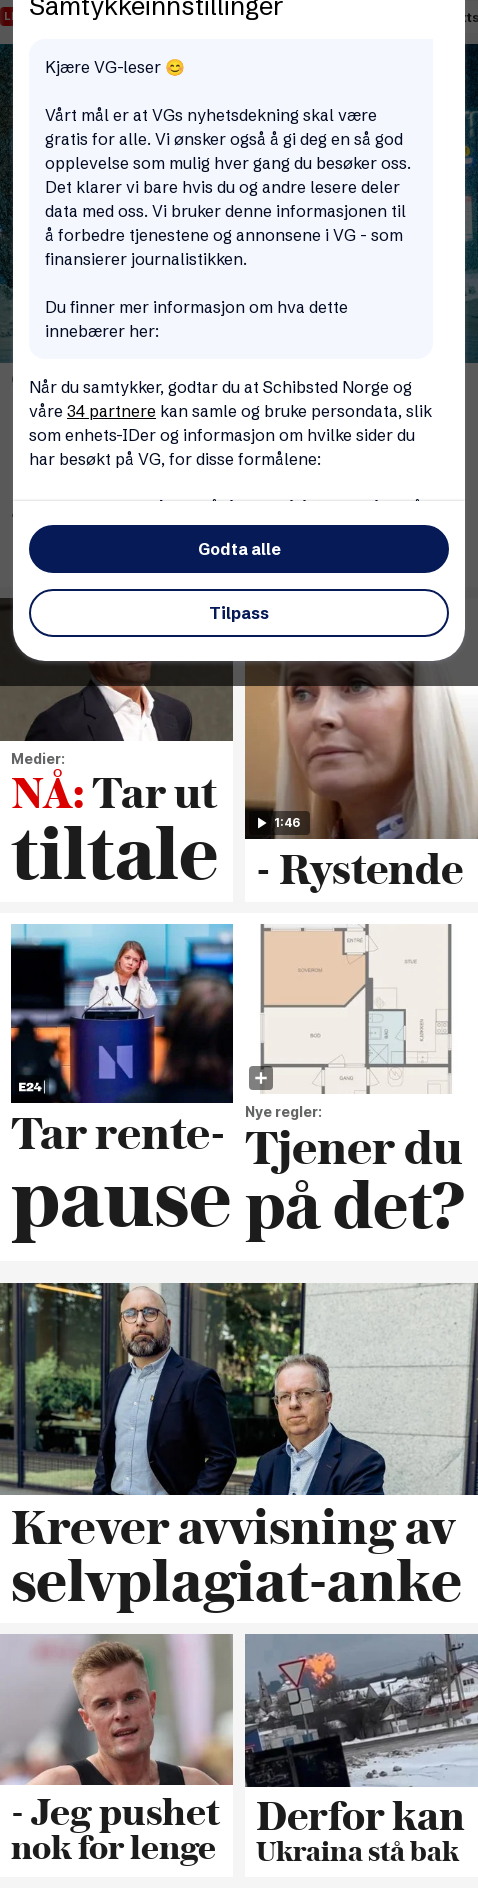 Samtykkeinnstillinger
Kjære VG-leser 😊
Vårt mål er at VGs nyhetsdekning skal være
gratis for alle. Vi ønsker også å gi deg en så god
opplevelse som mulig hver gang du besøker oss.
Det klarer vi bare hvis du og andre lesere deler
data med oss. Vi bruker denne informasjonen til
å forbedre tjenestene og annonsene i VG - som
finansierer journalistikken.
Du finner mer informasjon om hva dette
innebærer her:
Når du samtykker, godtar du at Schibsted Norge og
våre 34 partnere kan samle og bruke persondata, slik
som enhets-IDer og informasjon om hvilke sider du
har besøkt på VG, for disse formålene:
Godta alle
Tilpass
Medier:
NÅ: Tar ut
tiltale
1:46
- Rystende
E24
Tar rente-
pause
ENTRÉ
STUE
SOVEROM
BOD
BAD
KJØKKEN
GANG
Nye regler:
Tjener du
på det?
Krever avvisning av
selvplagiat-anke
- Jeg pushet
nok for lenge
Derfor kan
Ukraina stå bak